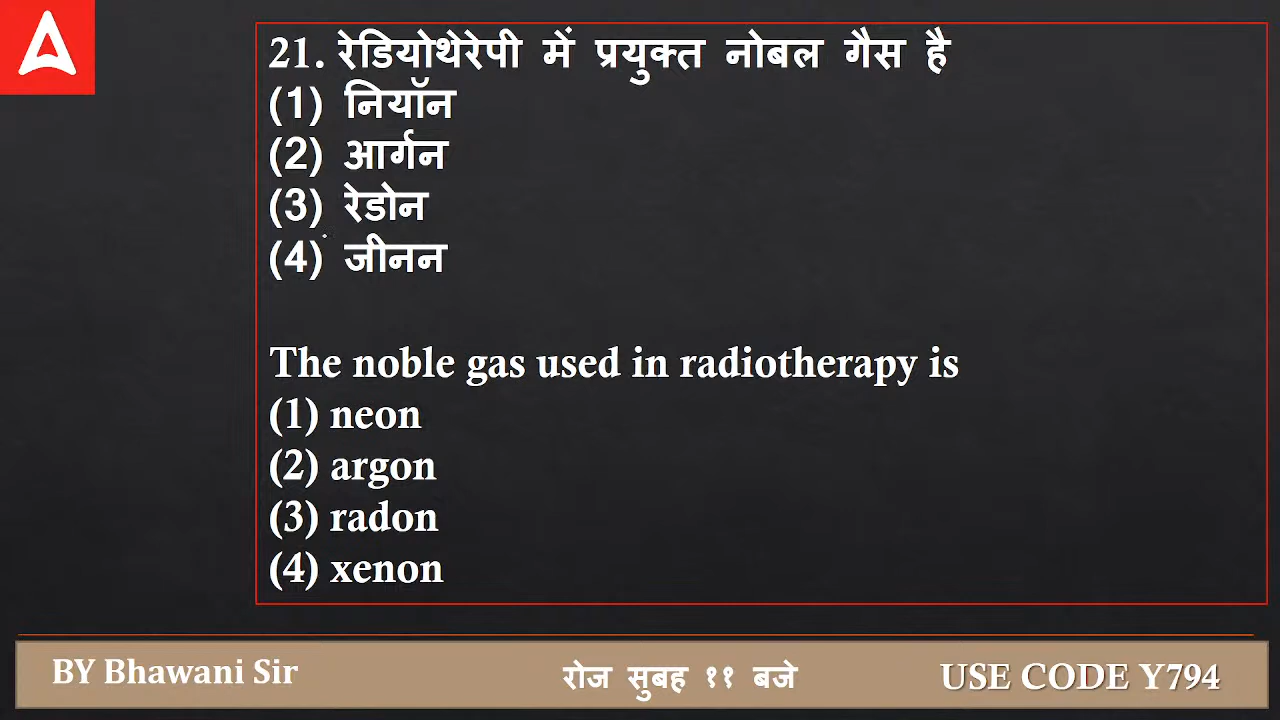 21. रेडियोथेरेपी में प्रयुक्त नोबल गैस है
(1) नियॉन
(2) आर्गन
(3) रेडोन
(4) जीनन
The noble gas used in radiotherapy is
(1) neon
(2) argon
(3) radon
(4) xenon
BY Bhawani Sir
रोज सुबह ११ बजे
USE CODE Y794